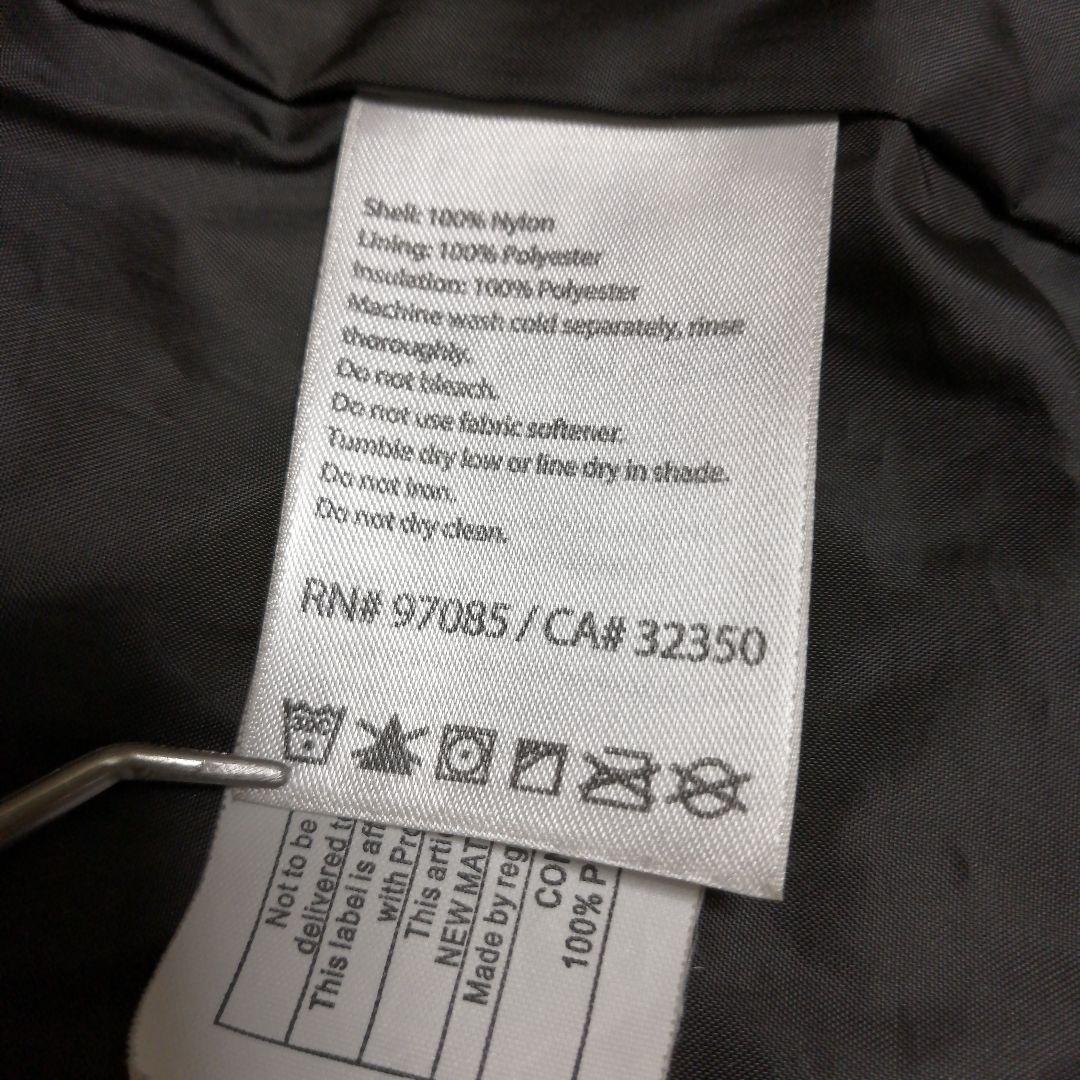 Shell: 100% Nylon
Lining: 100% Polyester
Insulation: 100% Polyester
Machine wash cold separately, rinse
thoroughly.
Do not bleach.
Do not use fabric softener.
Tumble dry low or line dry in shade.
Do not iron.
Do not dry clean.
RN# 97085 / CA# 32350
Not to be
delivered to
This label is aff
with Pro
This arti
NEW MAT
Made by reg
CON
100% P